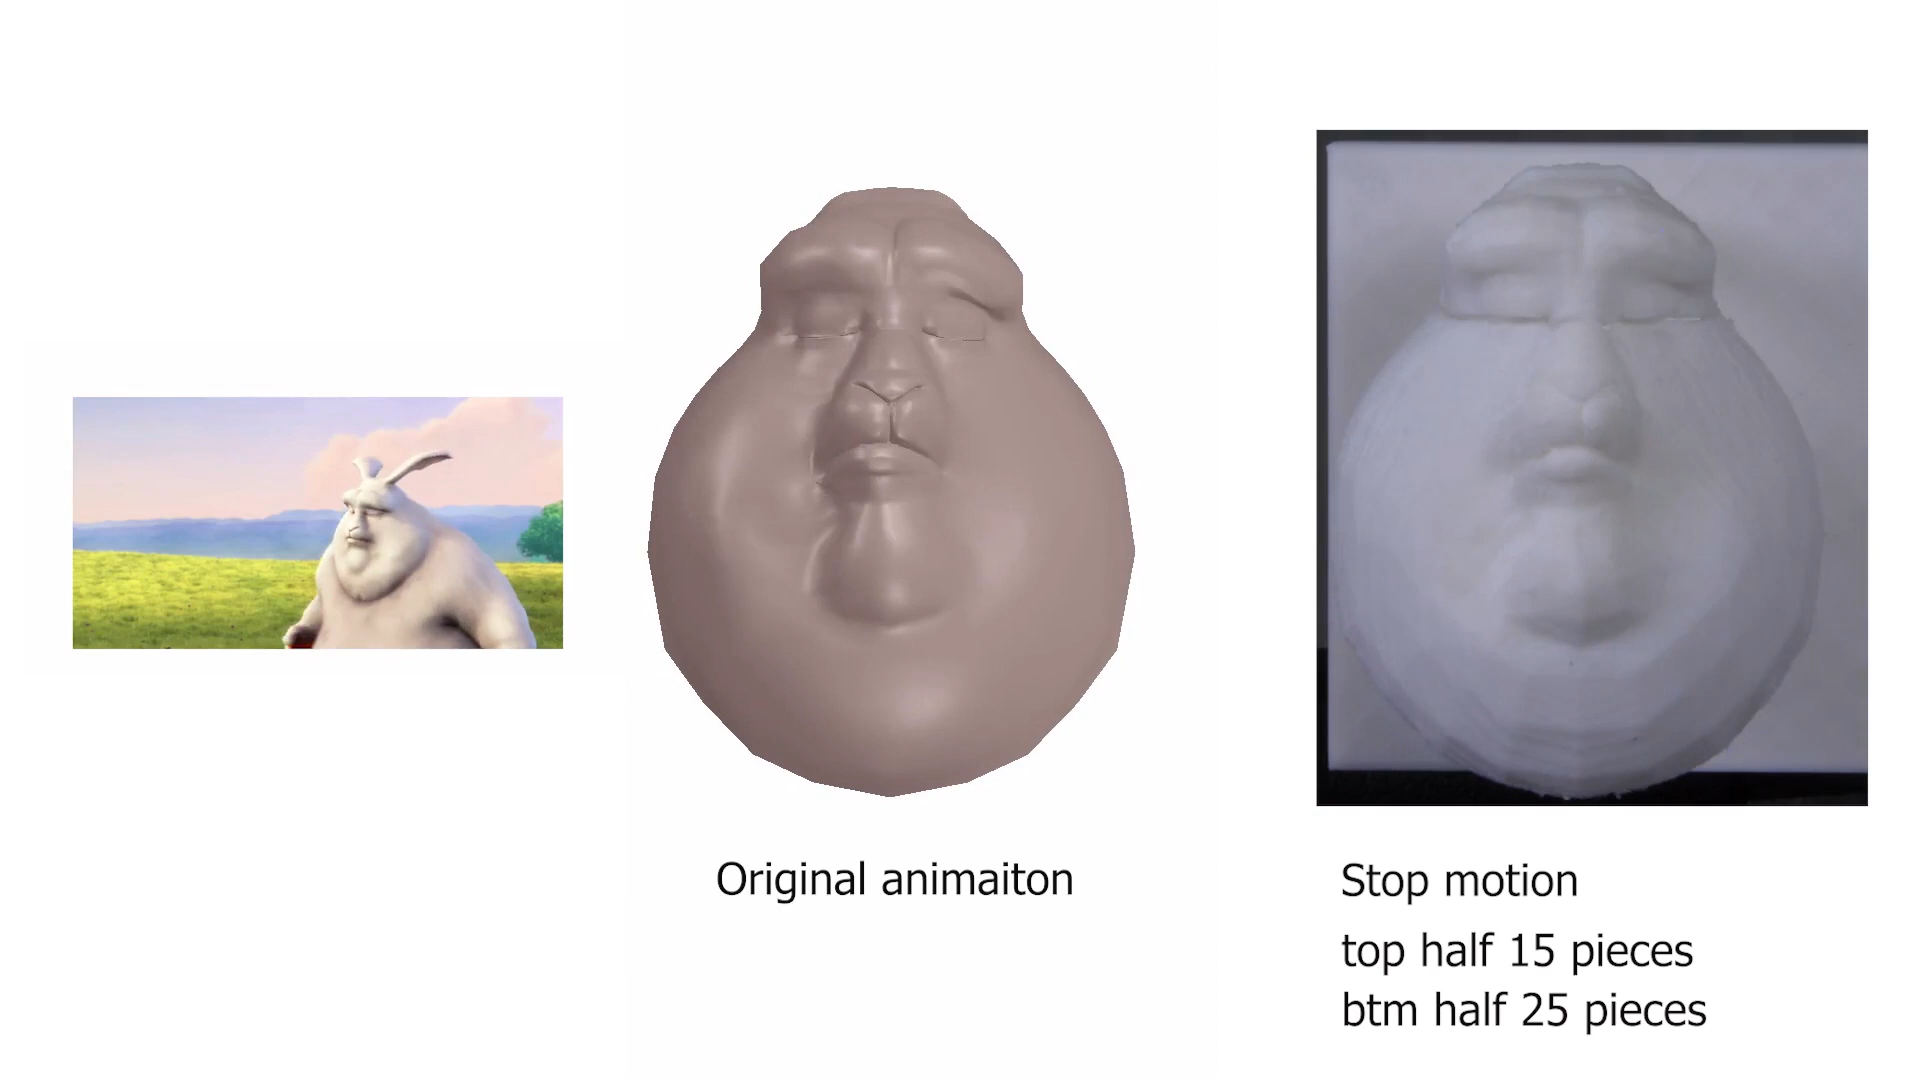 Original animaiton
Stop motion
top half 15 pieces
btm half 25 pieces